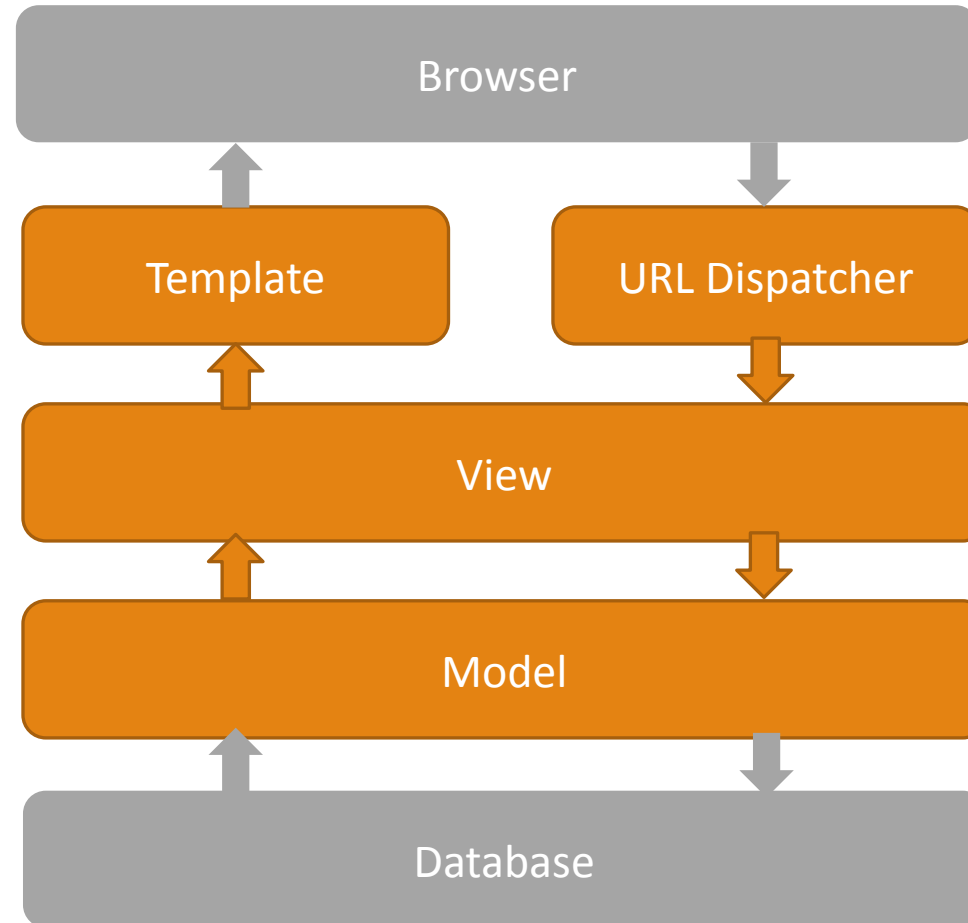 Browser
Template
URL Dispatcher
View
Model
Database